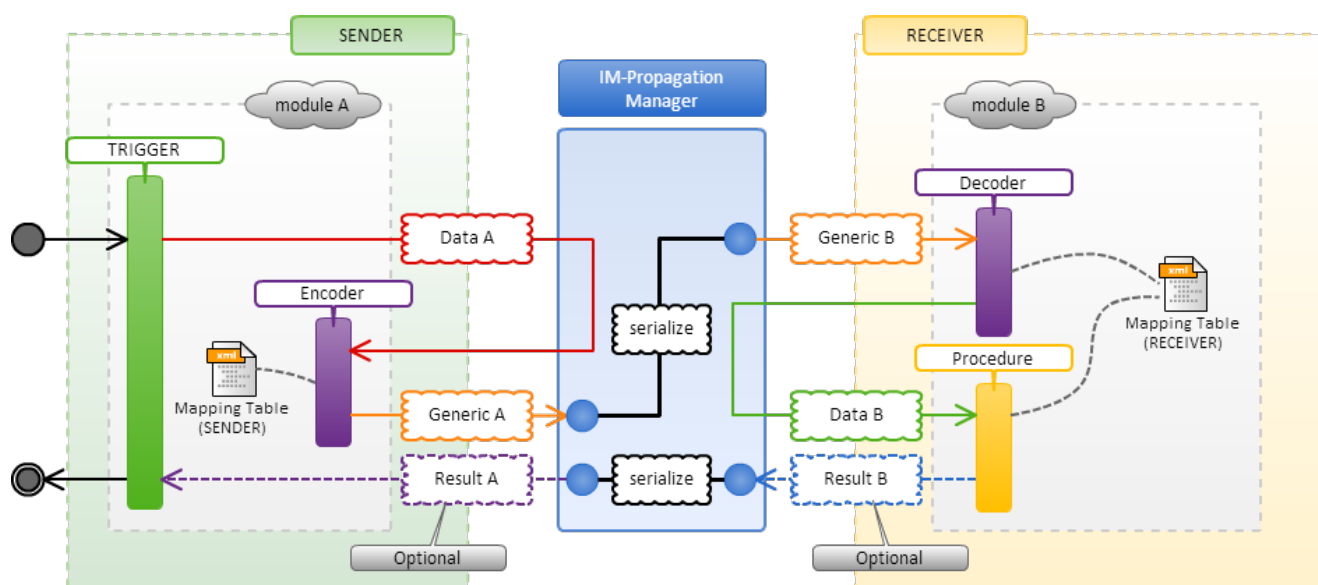 SENDER
RECEIVER
IM-Propagation
Manager
module A
module B
TRIGGER
Decoder
Data A
Generic B
Encoder
xml
serialize
Mapping Table
(RECEIVER)
xml
Procedure
Mapping Table
(SENDER)
Generic A
Data B
Result A
serialize
Result B
Optional
Optional